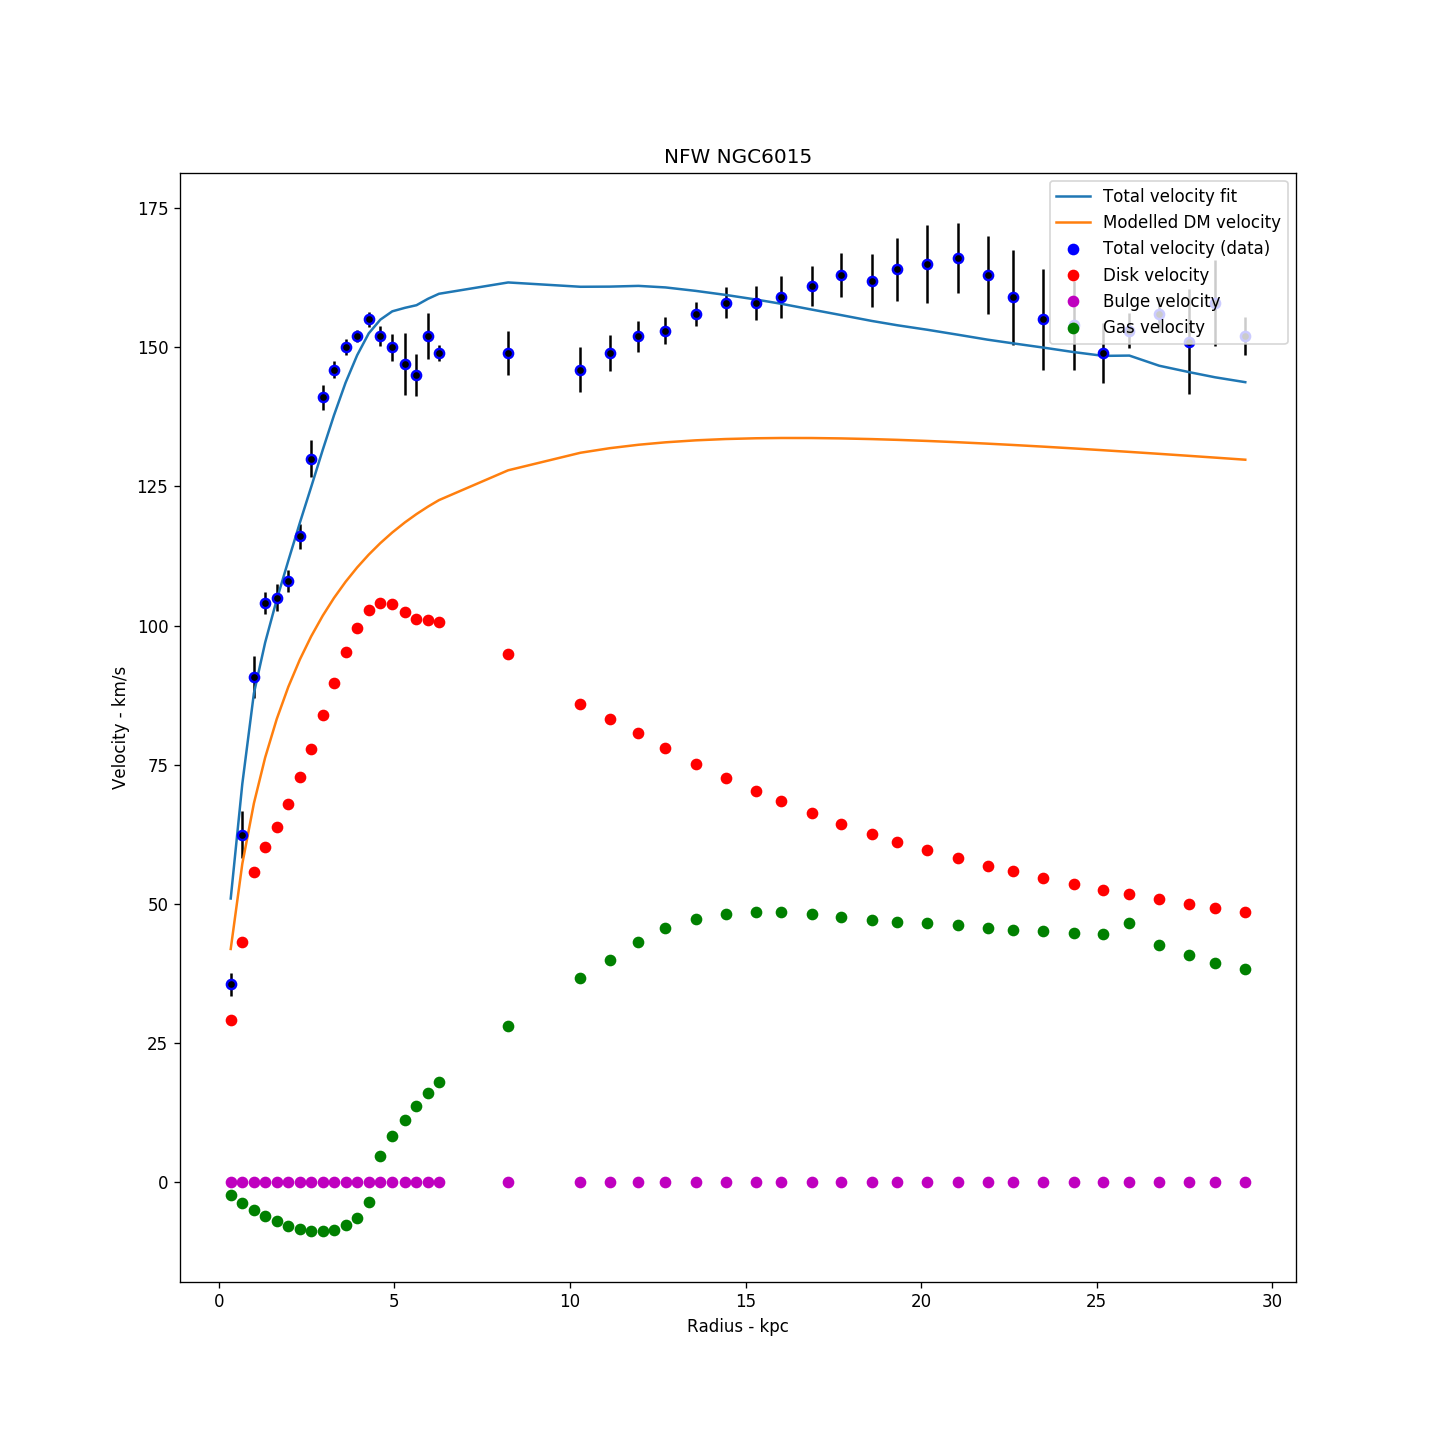 NFW NGC6015
Total velocity fit
Modelled DM velocity
Total velocity (data)
Disk velocity
Bulge velocity
Gas velocity
175
150
125
100
75
50
25
0
Velocity - km/s
0 5 10 15 20 25 30
Radius - kpc